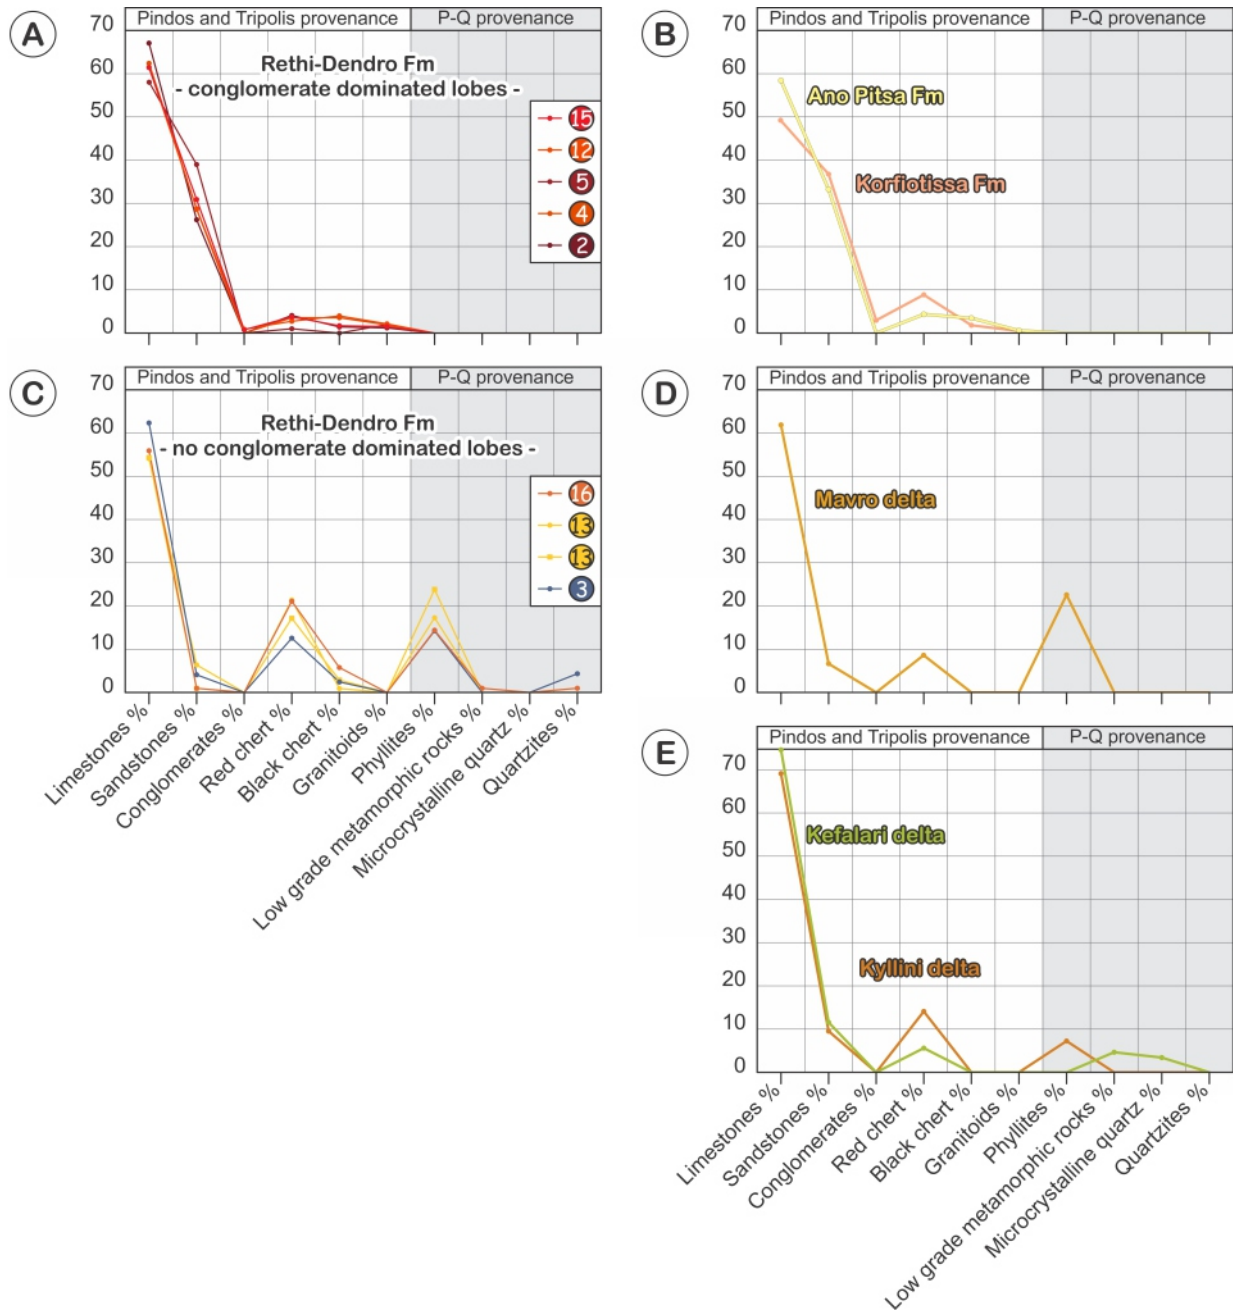 A
Pindos and Tripolis provenance
P-Q provenance
70
60
50
40
30
20
10
0
Rethi-Dendro Fm
- conglomerate dominated lobes -
15
12
5
4
2
B
Pindos and Tripolis provenance
P-Q provenance
70
60
50
40
30
20
10
0
Ano Pitsa Fm
Korfiotissa Fm
C
Pindos and Tripolis provenance
P-Q provenance
70
60
50
40
30
20
10
0
Rethi-Dendro Fm
- no conglomerate dominated lobes -
16
13
13
3
Limestones %
Sandstones %
Conglomerates %
Red chert %
Black chert %
Granitoids %
Phyllites %
Low grade metamorphic rocks %
Microcrystalline quartz %
Quartzites %
D
Pindos and Tripolis provenance
P-Q provenance
70
60
50
40
30
20
10
0
Mavro delta
E
Pindos and Tripolis provenance
P-Q provenance
70
60
50
40
30
20
10
0
Kefalari delta
Kyllini delta
Limestones %
Sandstones %
Conglomerates %
Red chert %
Black chert %
Granitoids %
Phyllites %
Low grade metamorphic rocks %
Microcrystalline quartz %
Quartzites %